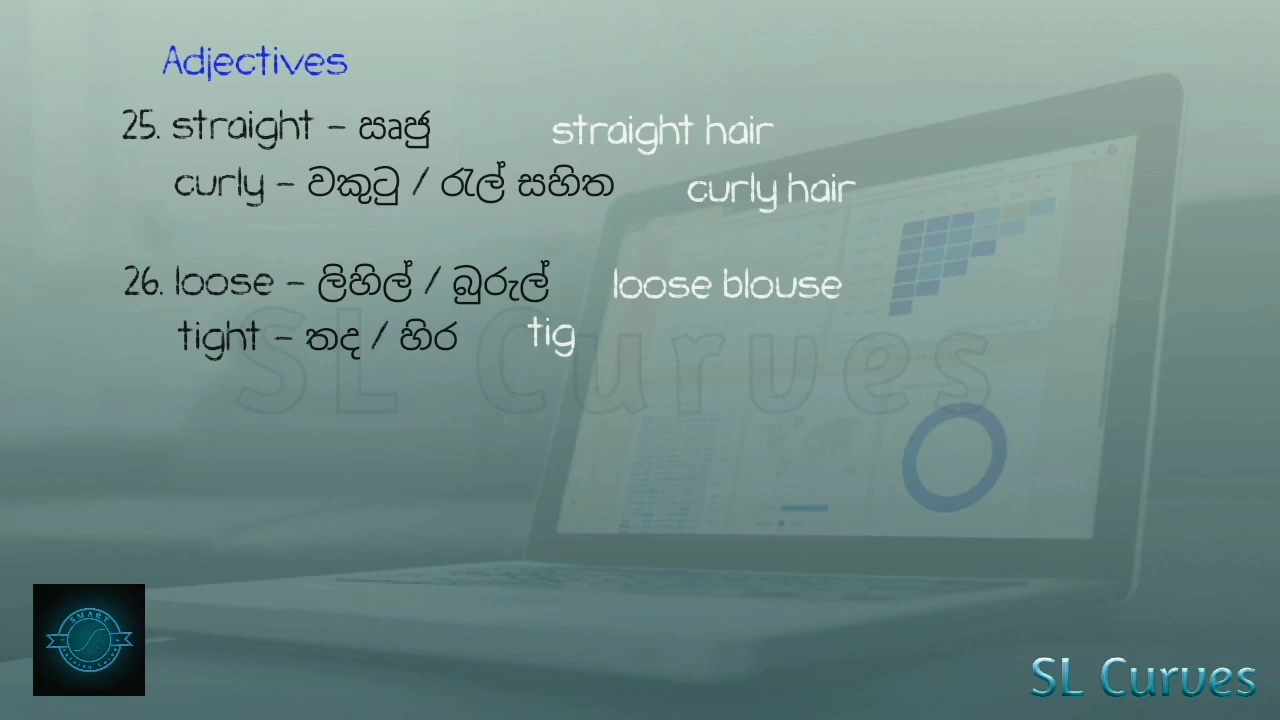 Adjectives
25. straight - සෘජු straight hair
curly - වකුටු / රැල් සහිත curly hair
26. loose - ලිහිල් / බුරුල් loose blouse
tight - තද / හිර tig
SL Curves
SMART
SL Curves